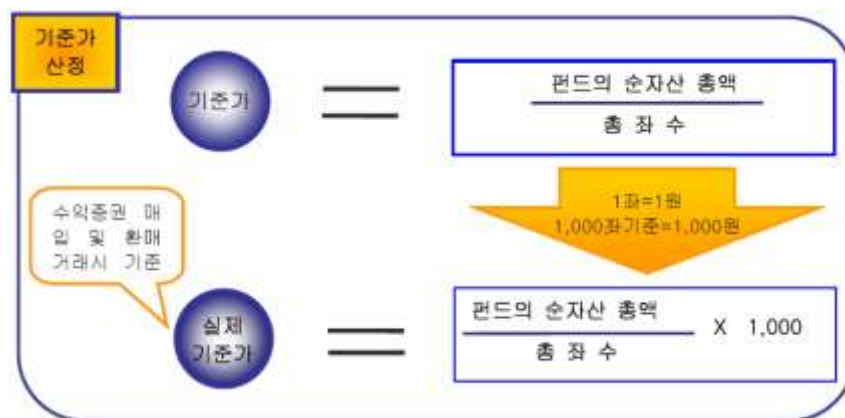 기준가
산정
기준가
펀드의 순자산 총액
총 좌 수
1좌=1원
1,000좌기준=1,000원
수익증권 매
입 및 환매
거래시 기준
실제
기준가
펀드의 순자산 총액
X 1,000
총 좌 수